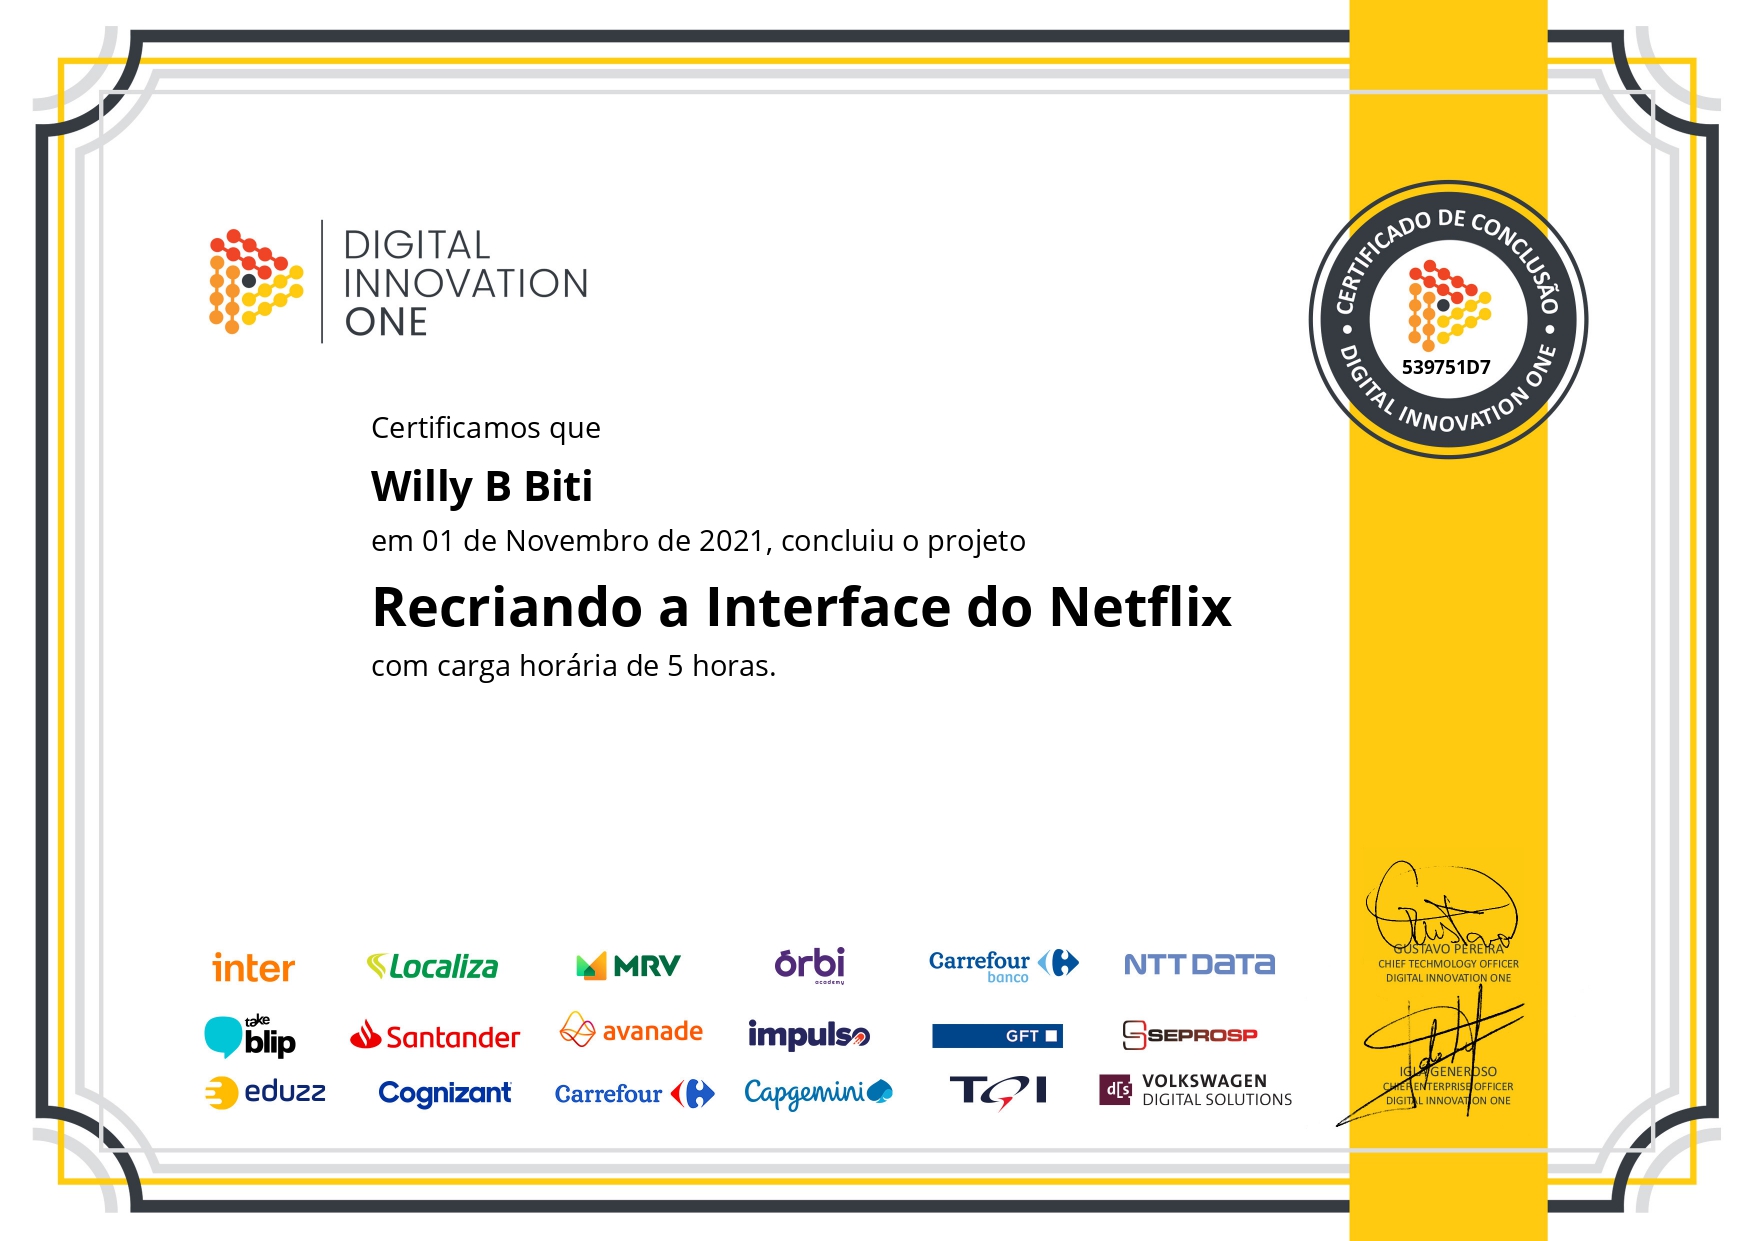 DIGITAL
INNOVATION
ONE
CERTIFICADO DE CONCLUSÃO
539751D7
DIGITAL INNOVATION ONE
Certificamos que
Willy B Biti
em 01 de Novembro de 2021, concluiu o projeto
Recriando a Interface do Netflix
com carga horária de 5 horas.
Gustavo
GUSTAVO PEREIRA
CHIEF TECHMOLOGY OFFICER
DIGITAL INNOVATION ONE
inter
Localiza
MRV
órbi
academy
Carrefour
banco
NTT DATA
take
blip
Santander
avanade
impulso
GFT
SEPROSP
IGLA GENEROSO
CHIEF ENTERPRISE OFFICER
DIGITAL INNOVATION ONE
eduzz
Cognizant
Carrefour
Capgemini
TQI
d[s]
VOLKSWAGEN
DIGITAL SOLUTIONS